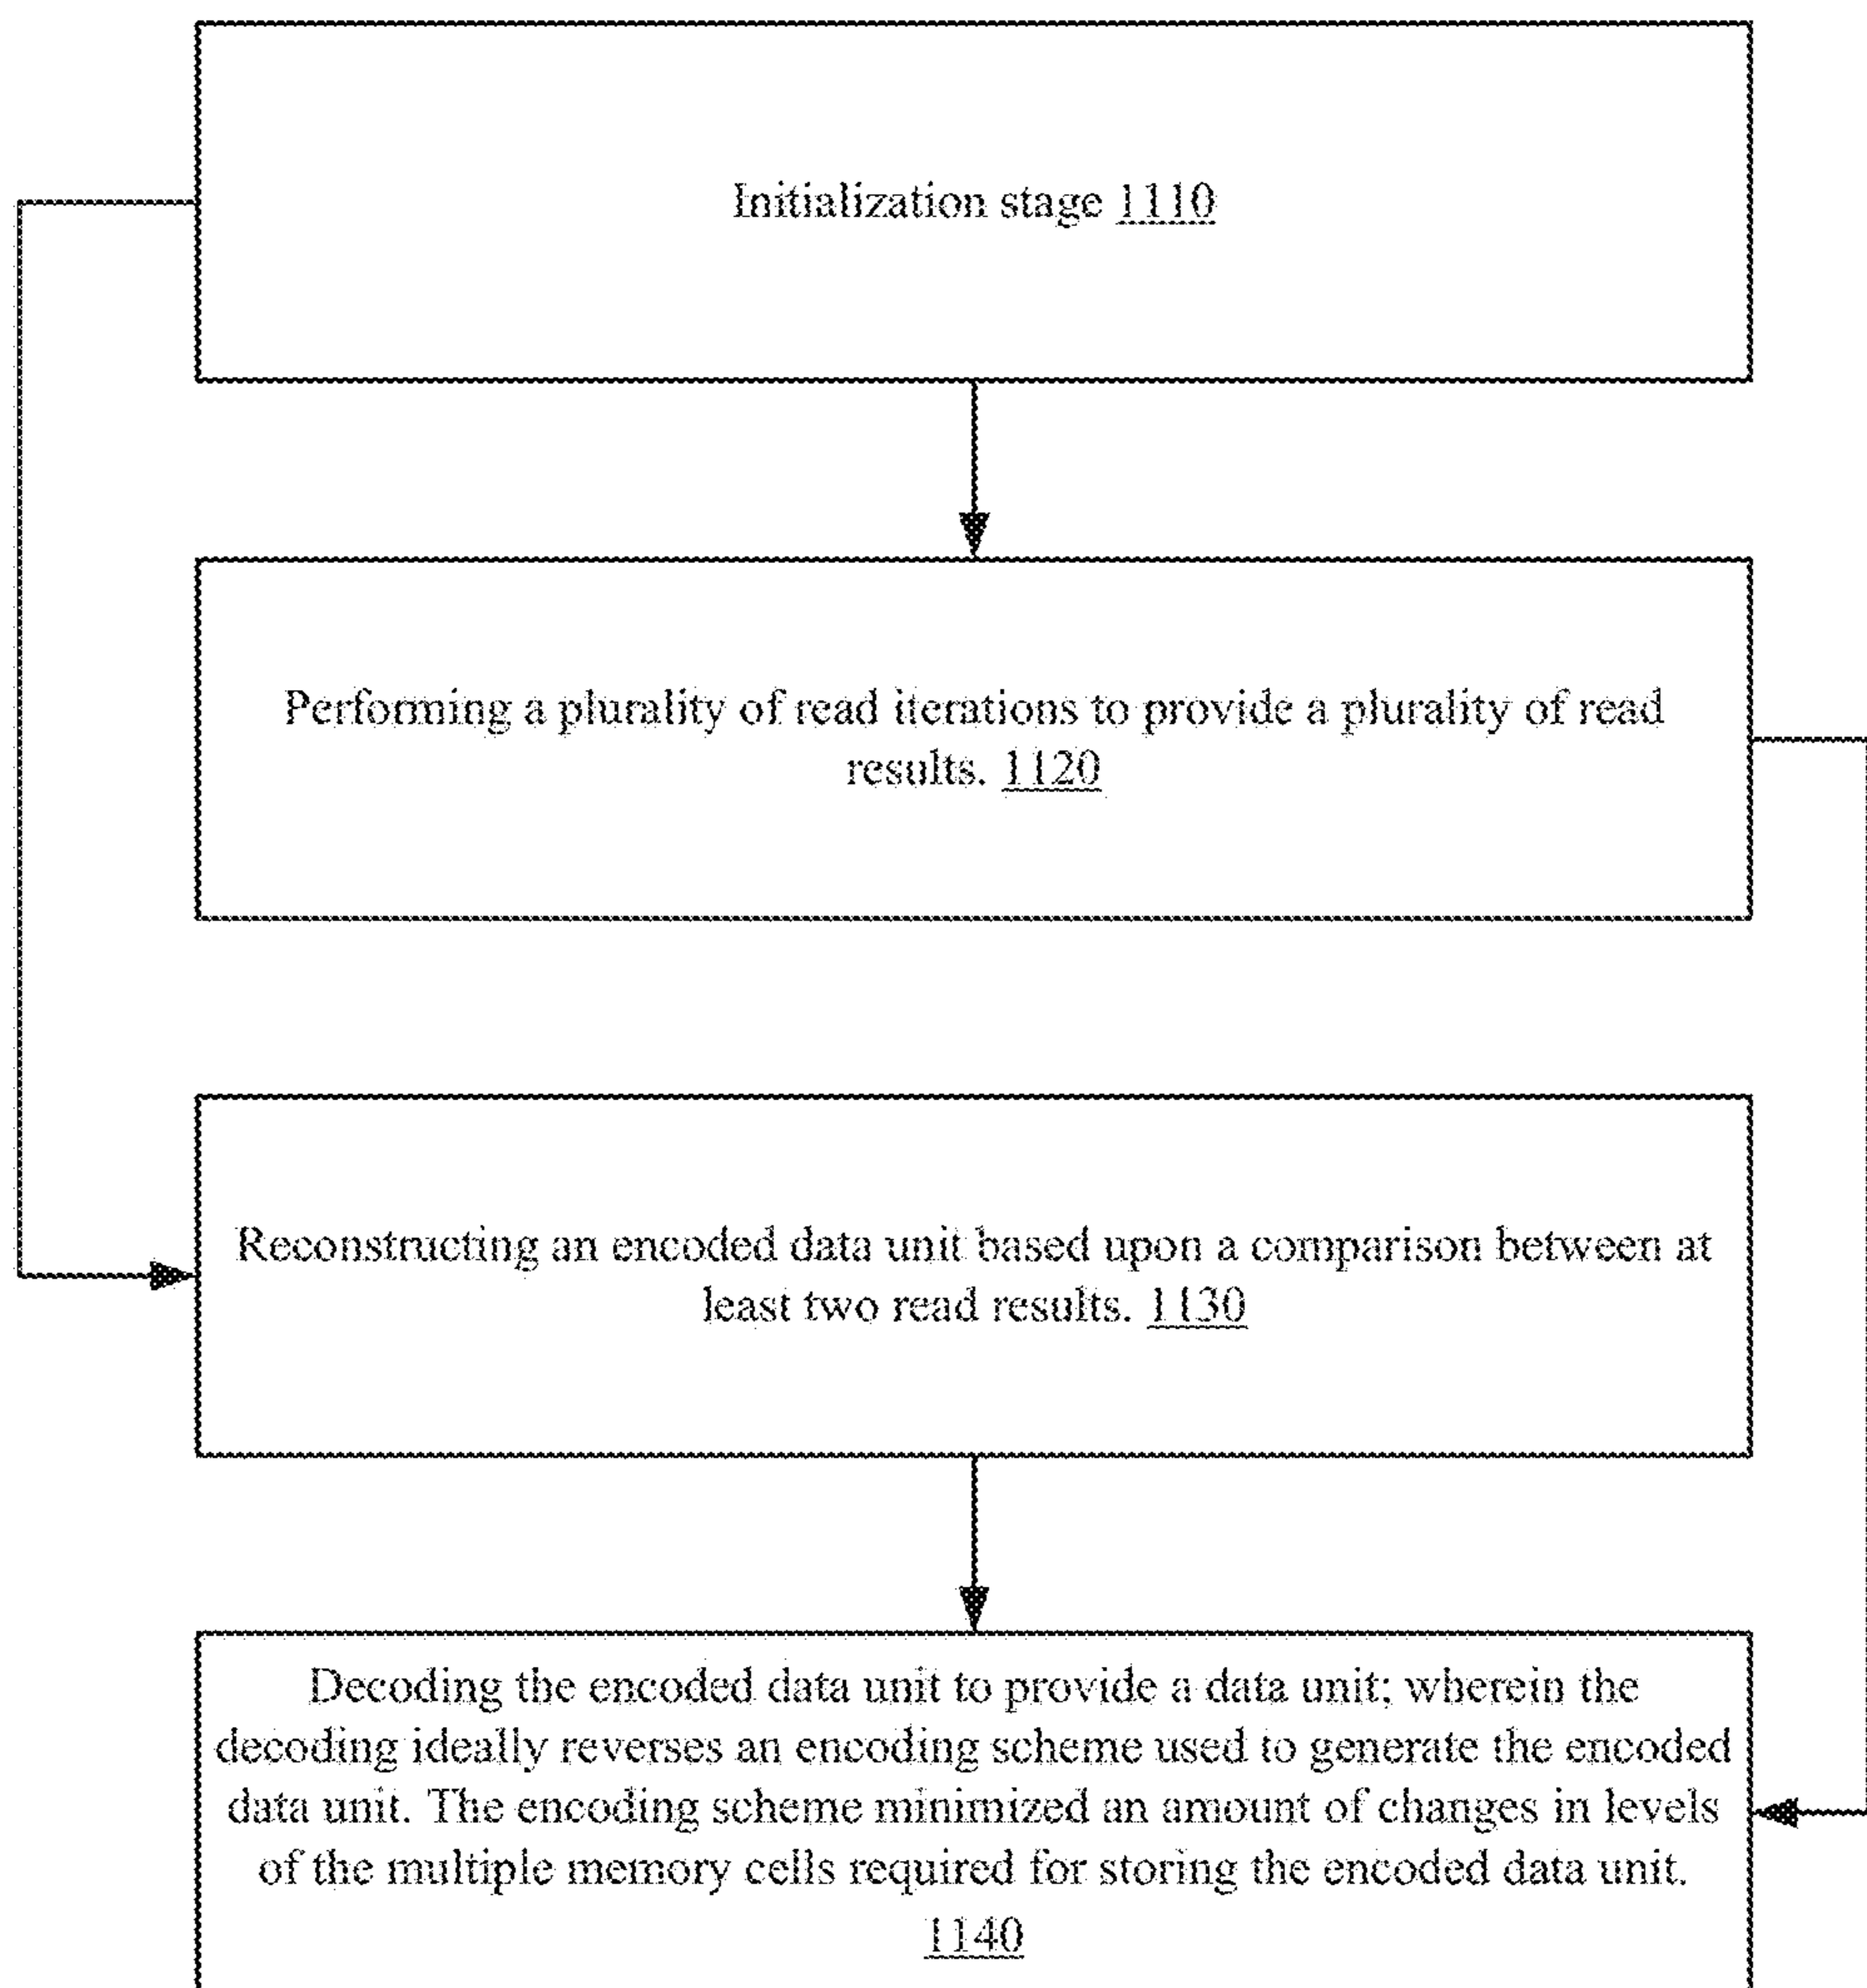 Initialization stage 1110
Performing a plurality of read iterations to provide a plurality of read
results. 1120
Reconstructing an encoded data unit based upon a comparison between at
least two read results. 1130
Decoding the encoded data unit to provide a data unit; wherein the
decoding ideally reverses an encoding scheme used to generate the encoded
data unit. The encoding scheme minimized an amount of changes in levels
of the multiple memory cells required for storing the encoded data unit.
1140